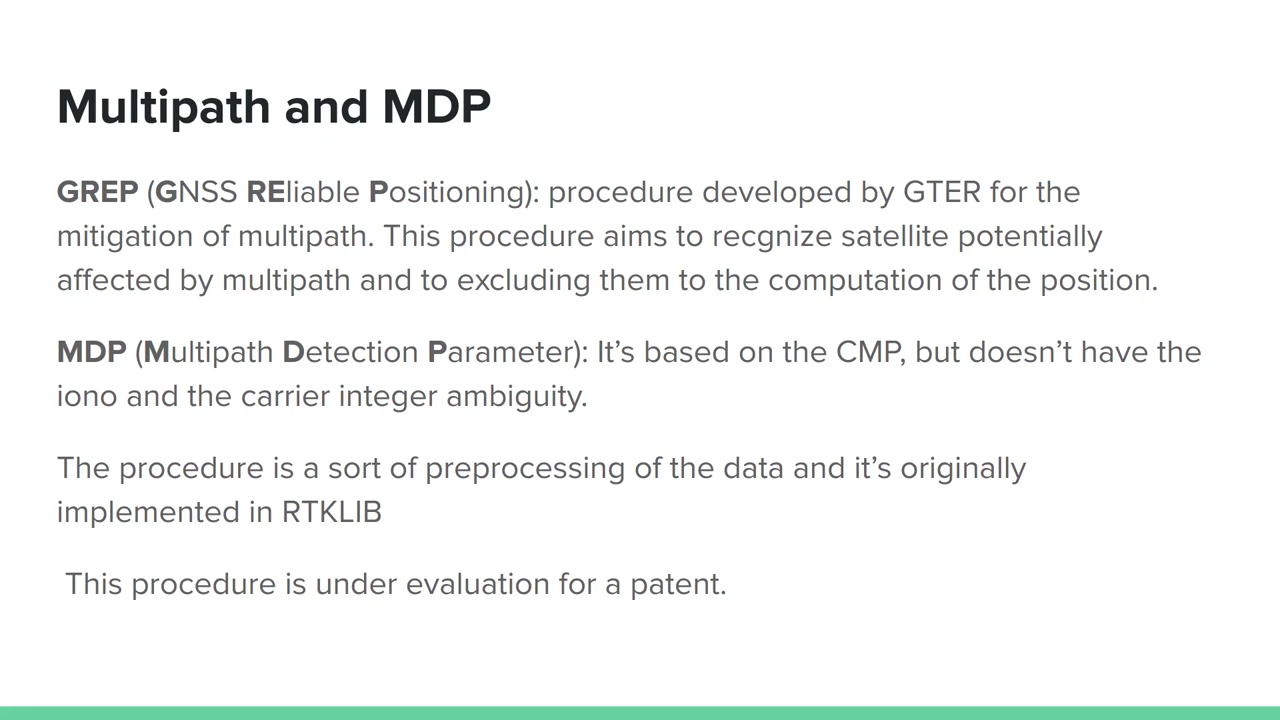 Multipath and MDP
GREP (GNSS REliable Positioning): procedure developed by GTER for the
mitigation of multipath. This procedure aims to recgnize satellite potentially
affected by multipath and to excluding them to the computation of the position.
MDP (Multipath Detection Parameter): It’s based on the CMP, but doesn’t have the
iono and the carrier integer ambiguity.
The procedure is a sort of preprocessing of the data and it’s originally
implemented in RTKLIB
This procedure is under evaluation for a patent.